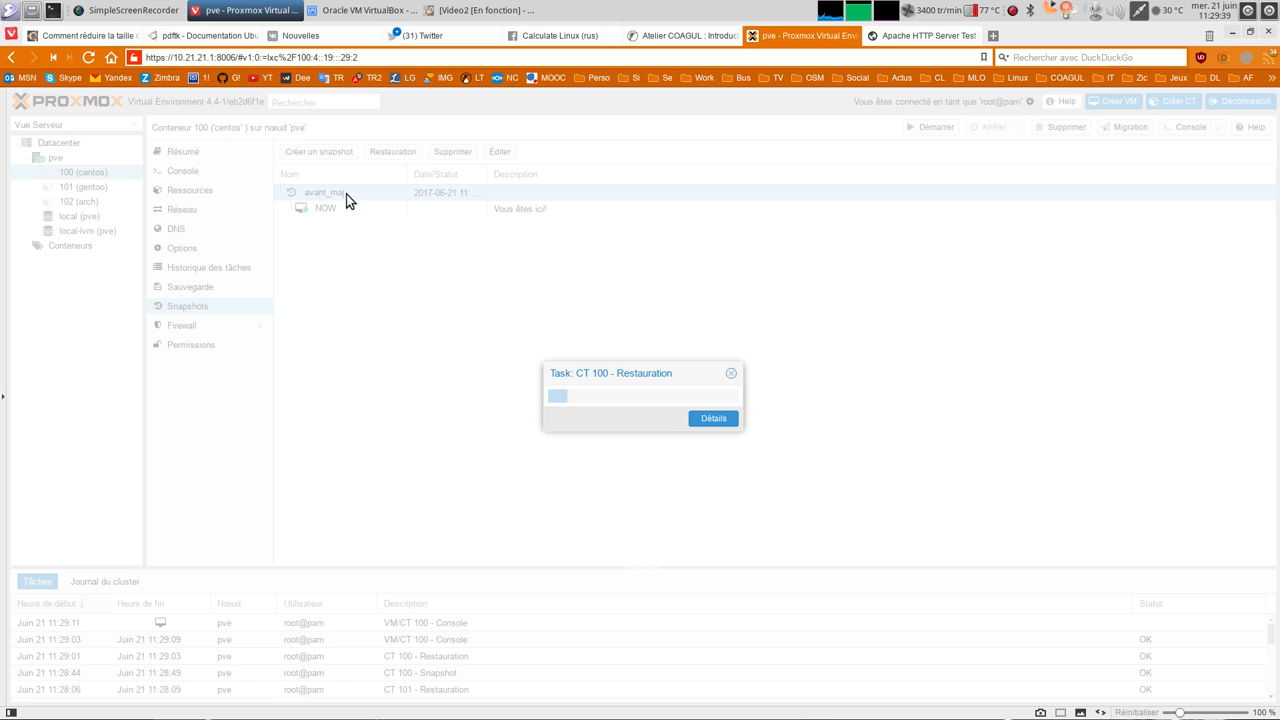 SimpleScreenRecorder pve - Proxmox Virtual ... Oracle VM VirtualBox - ... [Video2 [En fonction] - ... 3400 tr/min 77 °C 30 °C mer. 21 juin 11:29:39
Comment réduire la taille pdftk - Documentation Ubu Nouvelles (31) Twitter Calculate Linux (rus) Atelier COAGUL : Introduc pve - Proxmox Virtual Envi Apache HTTP Server Test
https://10.21.21.1:8006/#v1:0:=lxc%2F100:4::19:::29:2 Rechercher avec DuckDuckGo 34
MSN Skype Yandex Zimbra 1! G! YT Dee TR TR2 LG IMG LT NC MOOC Perso Si Se Work Bus TV OSM Social Actus CL MLO Linux COAGUL IT Zic Jeux DL AF
PROXMOX Virtual Environment 4.4-1/eb2d6f1e Rechercher Vous êtes connecté en tant que 'root@pam' Help Créer VM Créer CT Déconnexion
Vue Serveur Conteneur 100 ('centos' ) sur nœud 'pve' Démarrer Arrêter Supprimer Migration Console Help
Datacenter
pve
100 (centos)
101 (gentoo)
102 (arch)
local (pve)
local-lvm (pve)
Conteneurs
Résumé
Console
Ressources
Réseau
DNS
Options
Historique des tâches
Sauvegarde
Snapshots
Firewall
Permissions
Créer un snapshot Restauration Supprimer Éditer
Nom Date/Statut Description
avant_maj 2017-06-21 11:...
NOW Vous êtes ici!
Task: CT 100 - Restauration
Détails
Tâches Journal du cluster
Heure de début Heure de fin Nœud Utilisateur Description Statut
Juin 21 11:29:11 pve root@pam VM/CT 100 - Console
Juin 21 11:29:03 Juin 21 11:29:09 pve root@pam VM/CT 100 - Console OK
Juin 21 11:29:01 Juin 21 11:29:03 pve root@pam CT 100 - Restauration OK
Juin 21 11:28:44 Juin 21 11:28:49 pve root@pam CT 100 - Snapshot OK
Juin 21 11:28:06 Juin 21 11:28:09 pve root@pam CT 101 - Restauration OK
Réinitialiser 100 %